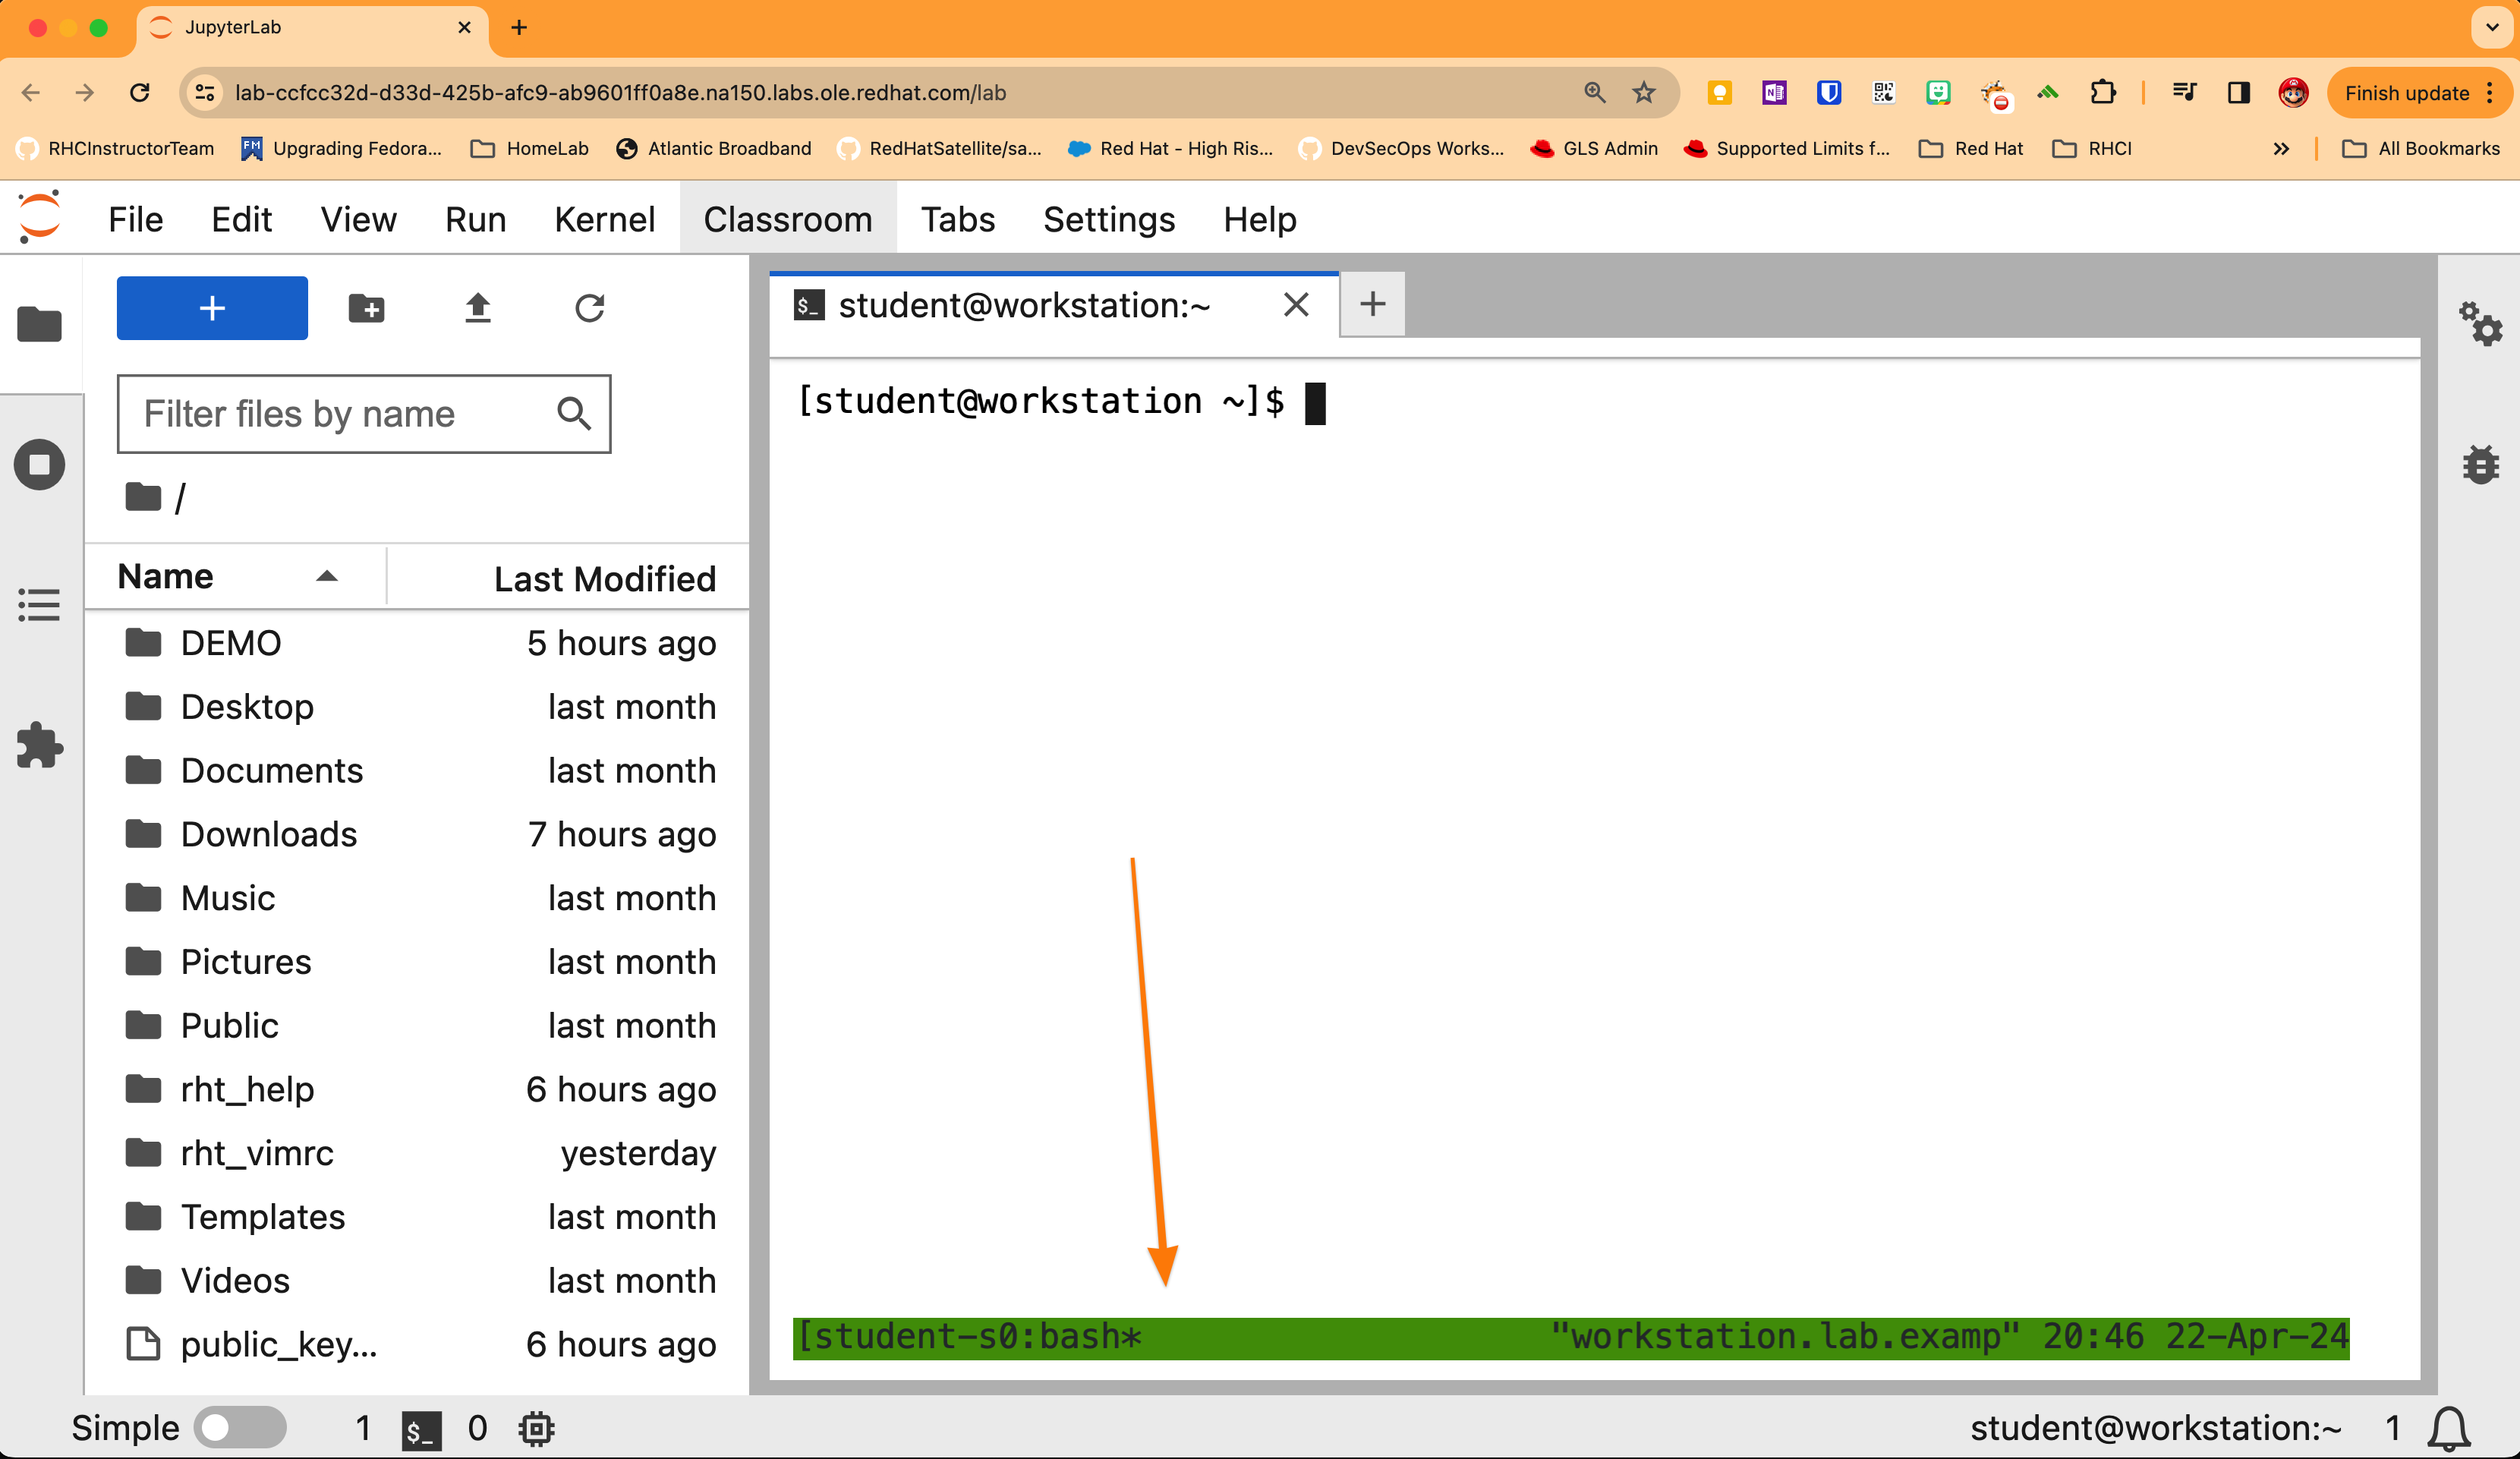 JupyterLab
lab-ccfcc32d-d33d-425b-afc9-ab9601ff0a8e.na150.labs.ole.redhat.com/lab
Finish update
RHCInstructorTeam
FM Upgrading Fedora...
HomeLab
Atlantic Broadband
RedHatSatellite/sa...
Red Hat - High Ris...
DevSecOps Works...
GLS Admin
Supported Limits f...
Red Hat
RHCI
All Bookmarks
File Edit View Run Kernel Classroom Tabs Settings Help
Filter files by name
/
Name Last Modified
DEMO 5 hours ago
Desktop last month
Documents last month
Downloads 7 hours ago
Music last month
Pictures last month
Public last month
rht_help 6 hours ago
rht_vimrc yesterday
Templates last month
Videos last month
public_key... 6 hours ago
$_ student@workstation:~
[student@workstation ~]$
[student-s0:bash* "workstation.lab.examp" 20:46 22-Apr-24
Simple 1 $_ 0
student@workstation:~ 1